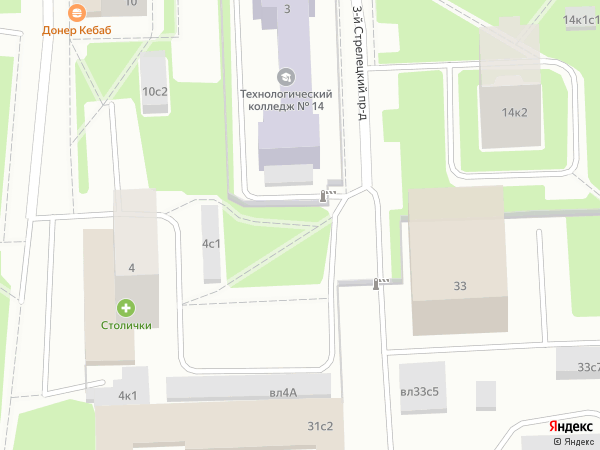 10
3
Донер Кебаб
14к1с1
3-й Стрелецкий пр-д
10с2
Технологический
колледж № 14
14к2
4с1
4
33
Столички
33с7
4к1
вл4А
вл33с5
31с2
Яндекс
© Яндекс